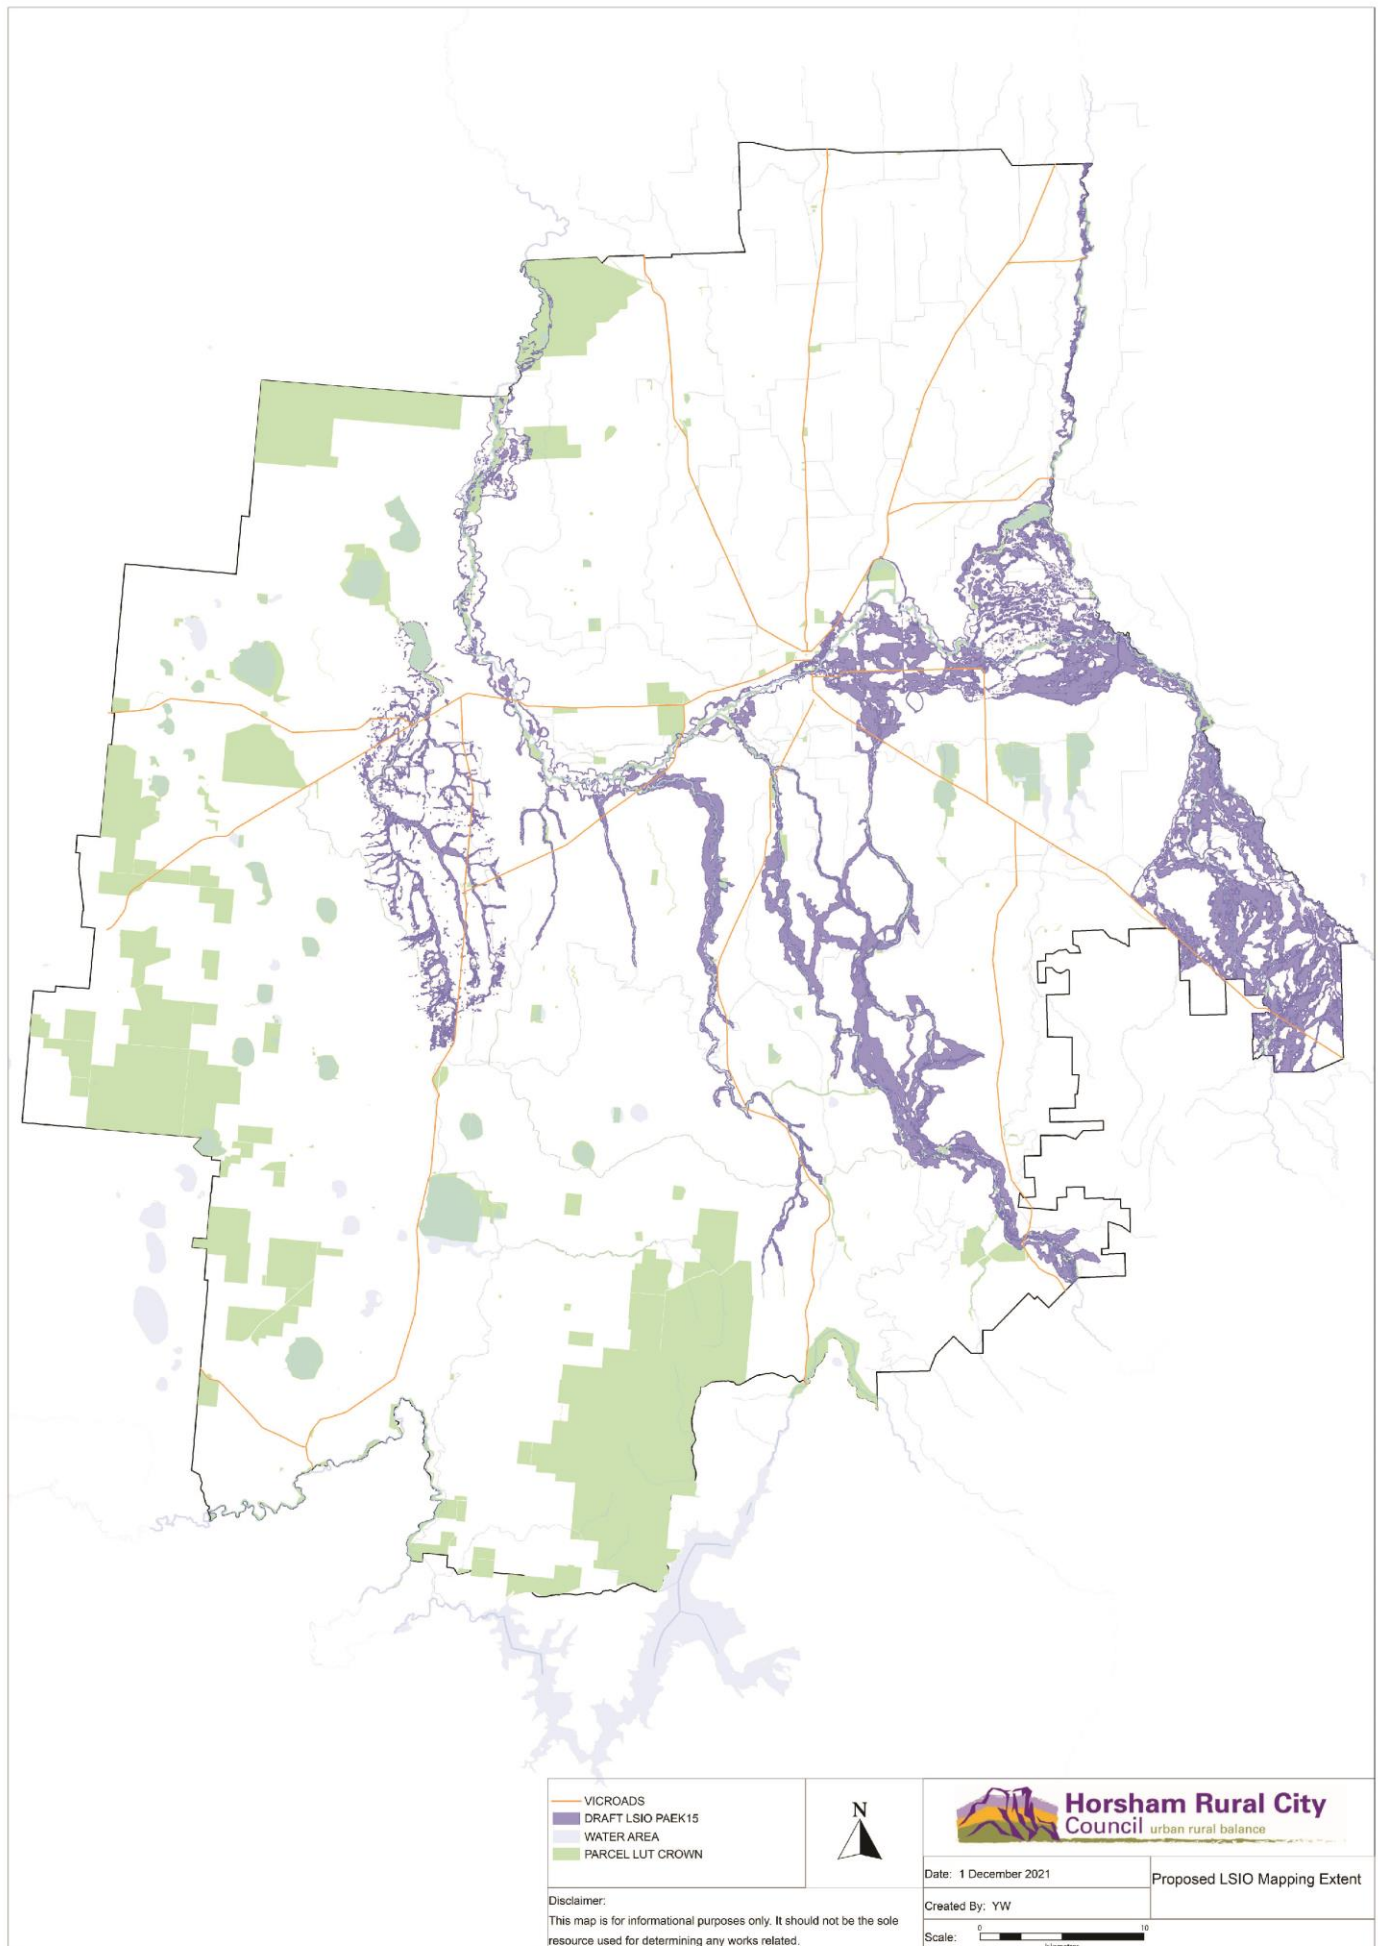 VICROADS
DRAFT LSIO PAEK15
WATER AREA
PARCEL LUT CROWN
N
Horsham Rural City
Council urban rural balance
Date: 1 December 2021
Proposed LSIO Mapping Extent
Created By: YW
Disclaimer:
This map is for informational purposes only. It should not be the sole
resource used for determining any works related.
Scale:
0 10